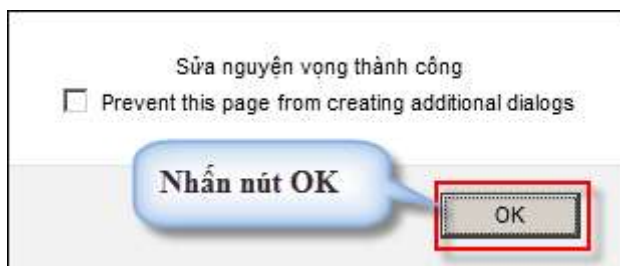 Sửa nguyện vọng thành công
Prevent this page from creating additional dialogs
Nhấn nút OK
OK